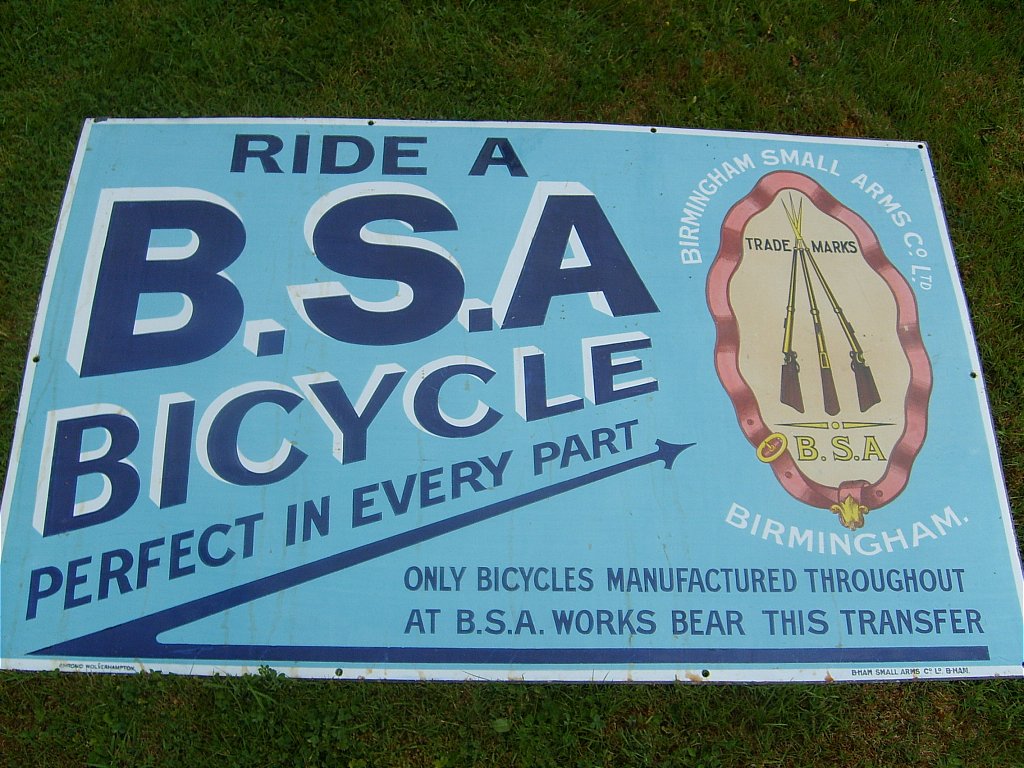 RIDE A
B.S.A
BICYCLE
PERFECT IN EVERY PART
BIRMINGHAM SMALL ARMS Co. LTD
TRADE MARKS
B.S.A
BIRMINGHAM.
ONLY BICYCLES MANUFACTURED THROUGHOUT
AT B.S.A. WORKS BEAR THIS TRANSFER
WOLVERHAMPTON
B'HAM SMALL ARMS Co. Ld. B'HAM.